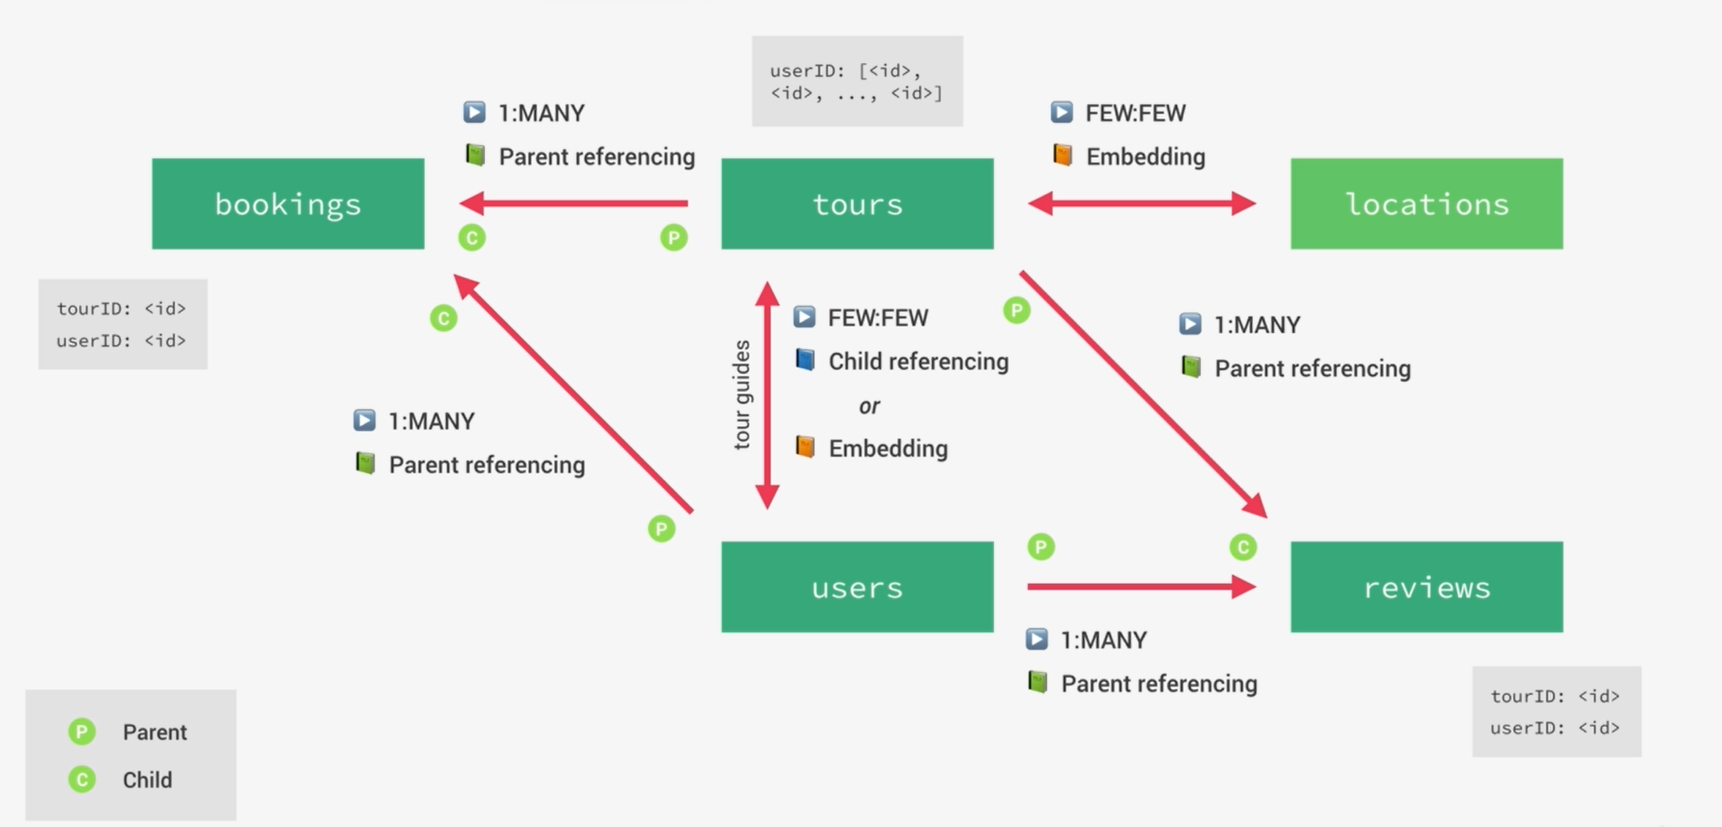 userID: [<id>,
<id>, ..., <id>]
1:MANY
Parent referencing
FEW:FEW
Embedding
bookings
tours
locations
C
P
tourID: <id>
userID: <id>
C
1:MANY
Parent referencing
P
tour guides
FEW:FEW
Child referencing
or
Embedding
P
1:MANY
Parent referencing
users
P
C
reviews
1:MANY
Parent referencing
tourID: <id>
userID: <id>
P Parent
C Child